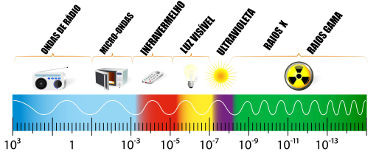 ONDAS DE RÁDIO
MICRO-ONDAS
INFRAVERMELHO
LUZ VISÍVEL
ULTRAVIOLETA
RAIOS X
RAIOS GAMA
10³ 1 10⁻³ 10⁻⁵ 10⁻⁷ 10⁻⁹ 10⁻¹¹ 10⁻¹³